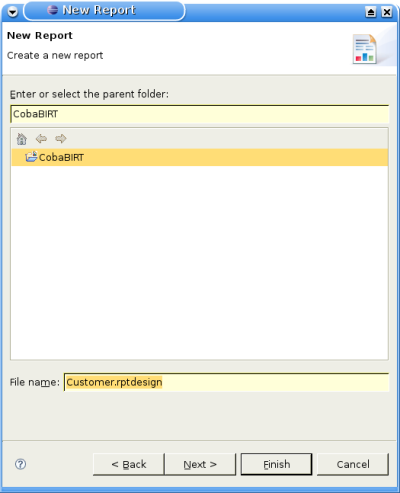 New Report
New Report
Create a new report
Enter or select the parent folder:
CobaBIRT
CobaBIRT
File name: Customer.rptdesign
< Back Next > Finish Cancel